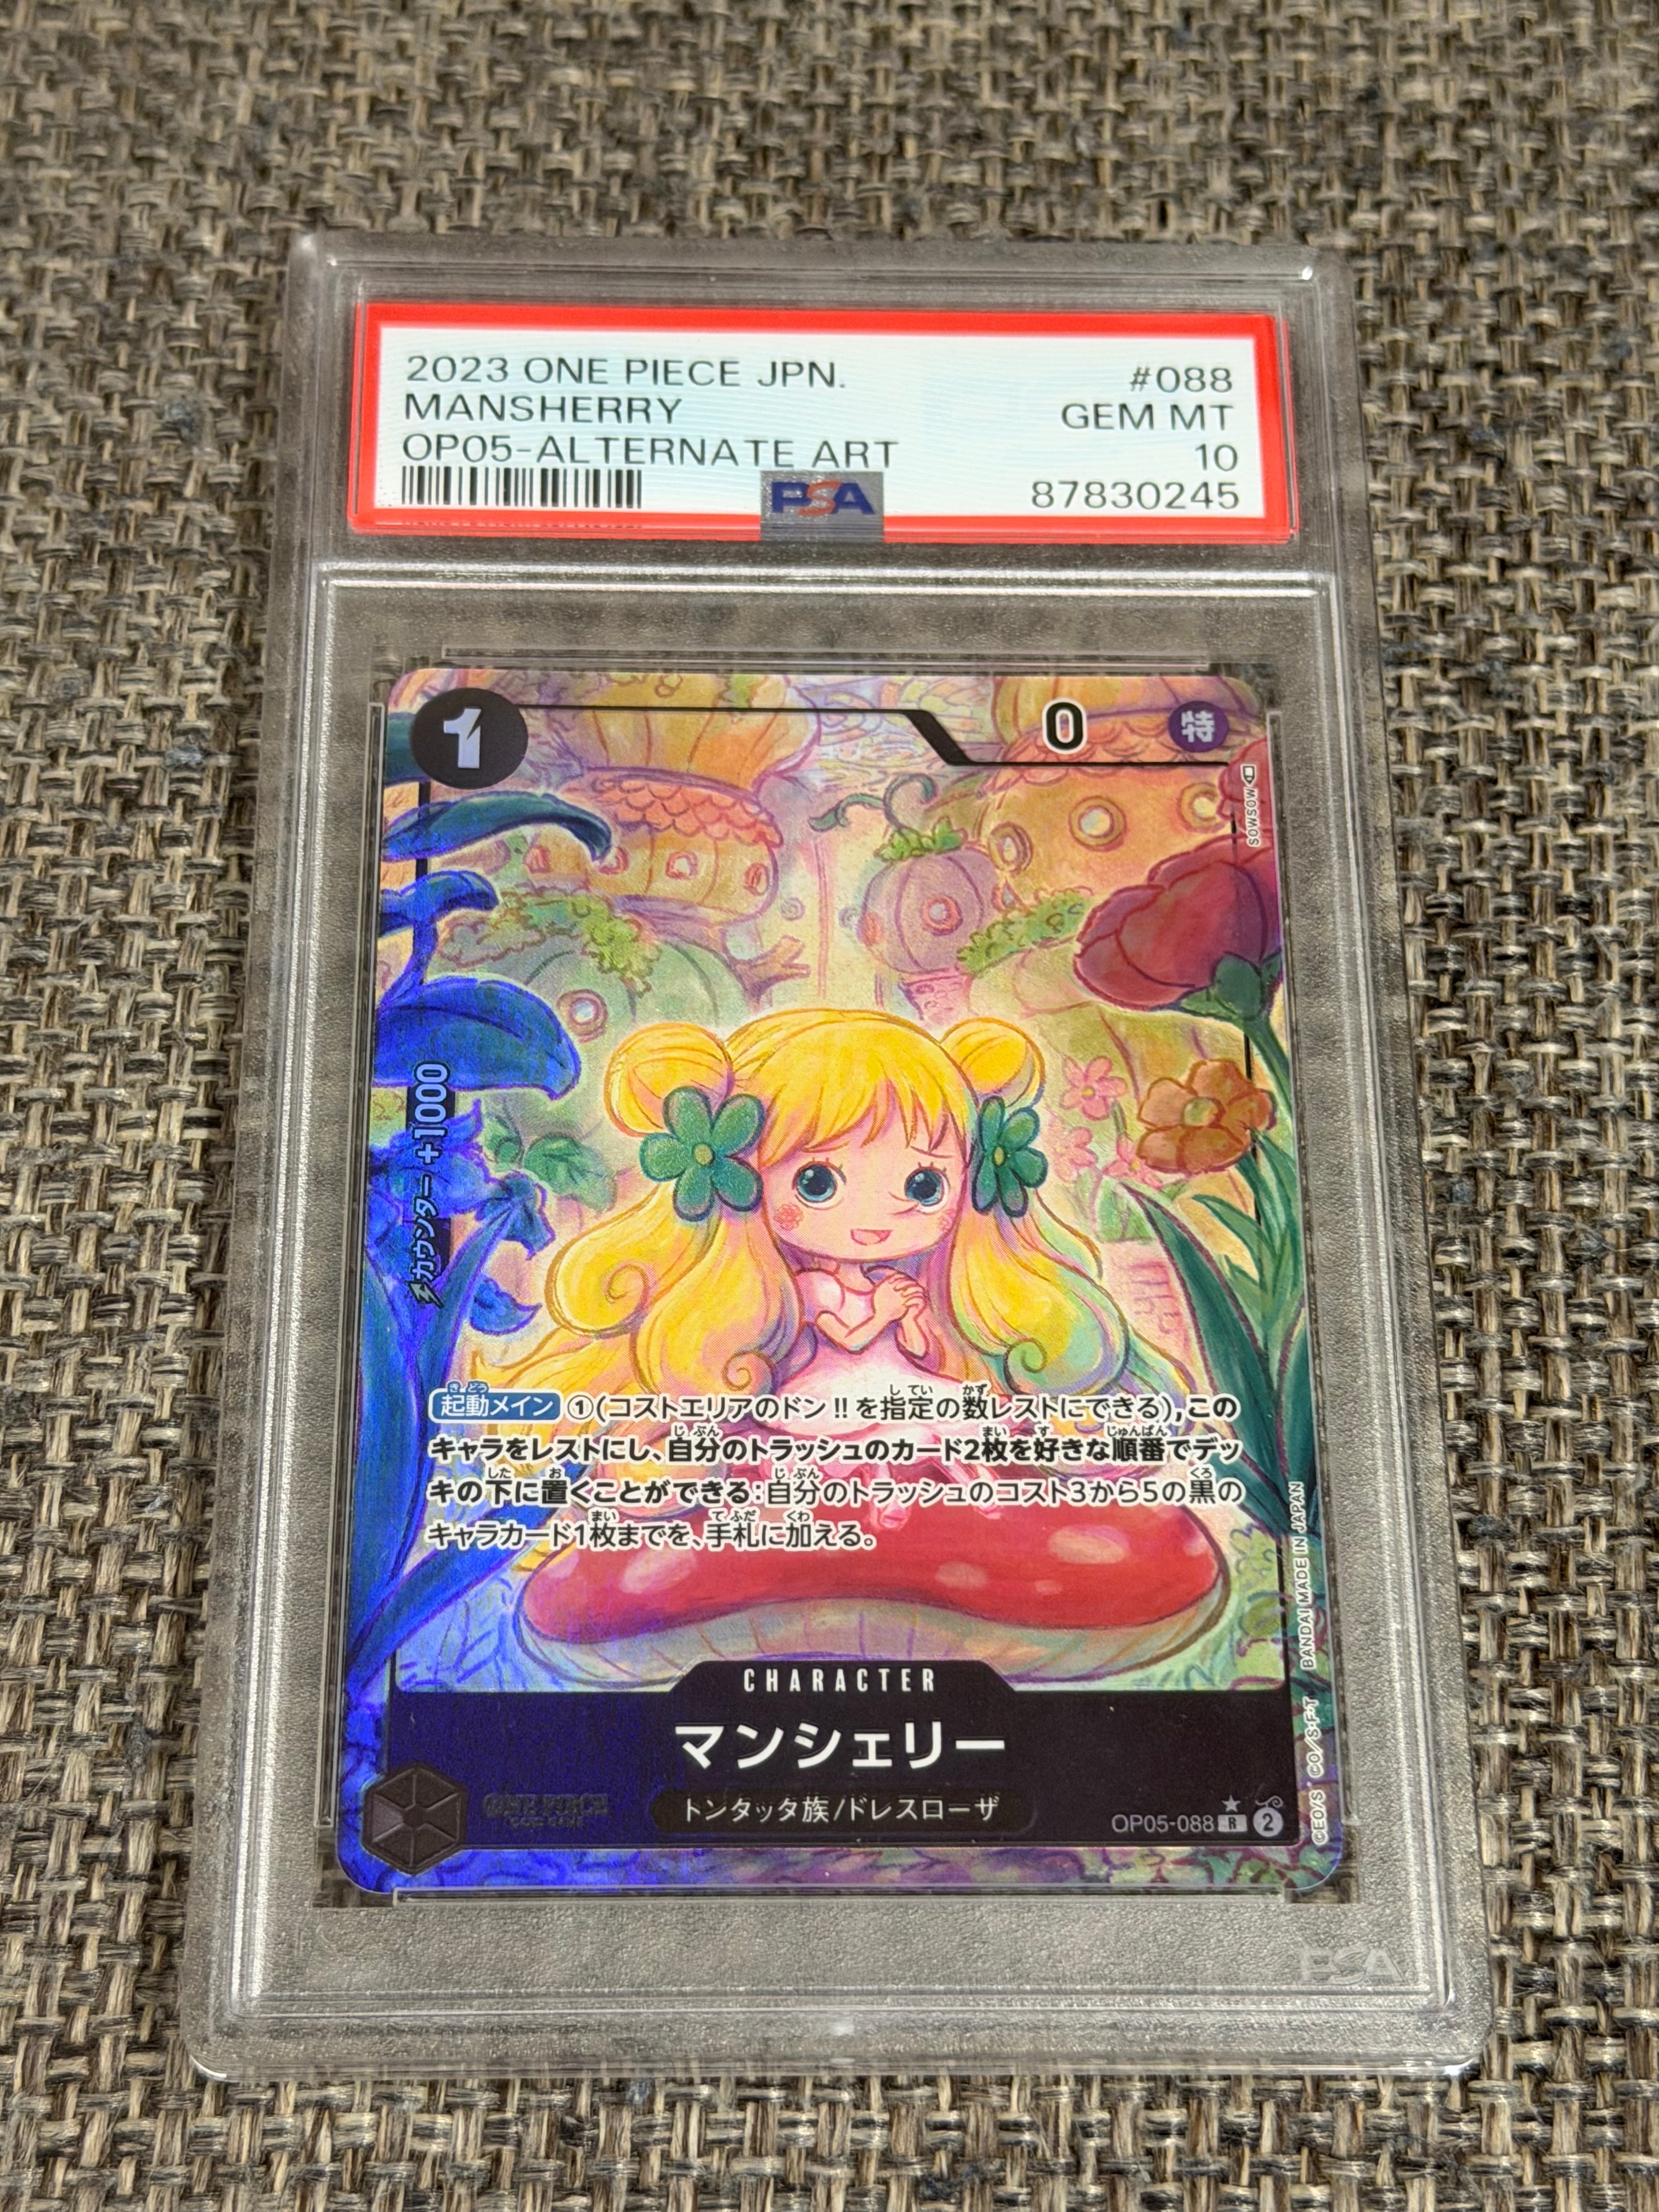 2023 ONE PIECE JPN.
#088
MANSHERRY
GEM MT
OP05-ALTERNATE ART
10
PSA
87830245
1
0
特
SOWSOW
カウンター +1000
起動メイン ①(コストエリアのドン!!を指定の数レストにできる),この
キャラをレストにし、自分のトラッシュのカード2枚を好きな順番でデッ
キの下に置くことができる:自分のトラッシュのコスト3から5の黒の
キャラカード1枚までを、手札に加える。
CHARACTER
マンシェリー
トンタッタ族/ドレスローザ
ONE PIECE
CARD GAME
OP05-088 R 2
©EO/S CO/S·F·T BANDAI MADE IN JAPAN
PSA